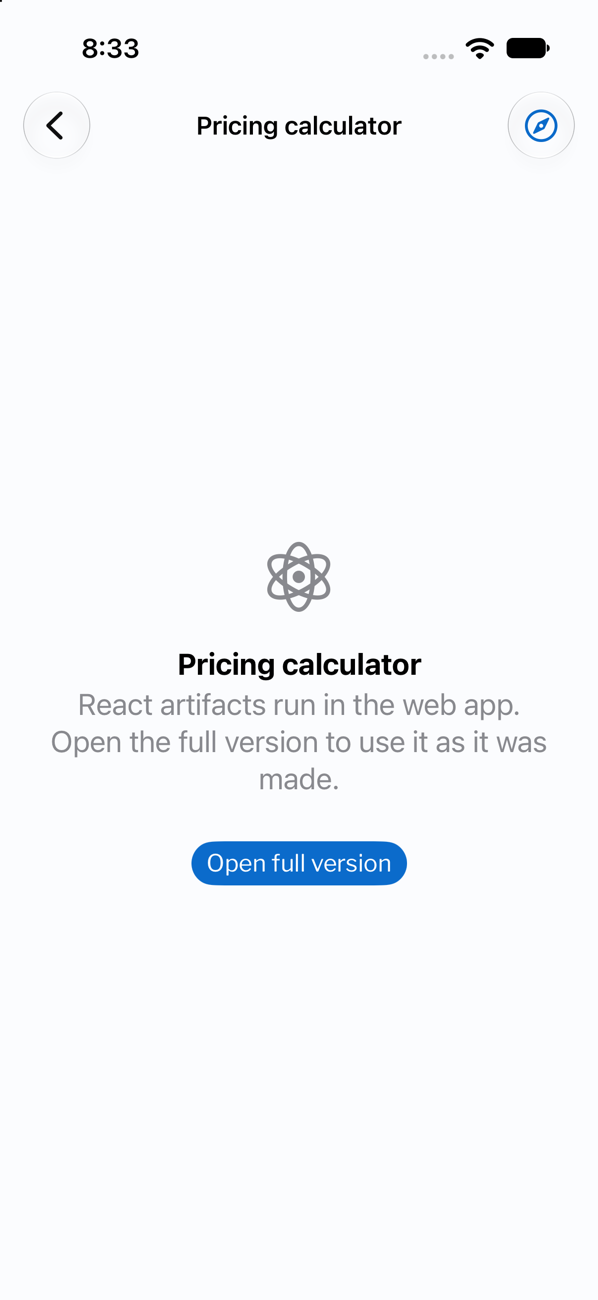 8:33
Pricing calculator
Pricing calculator
React artifacts run in the web app.
Open the full version to use it as it was
made.
Open full version